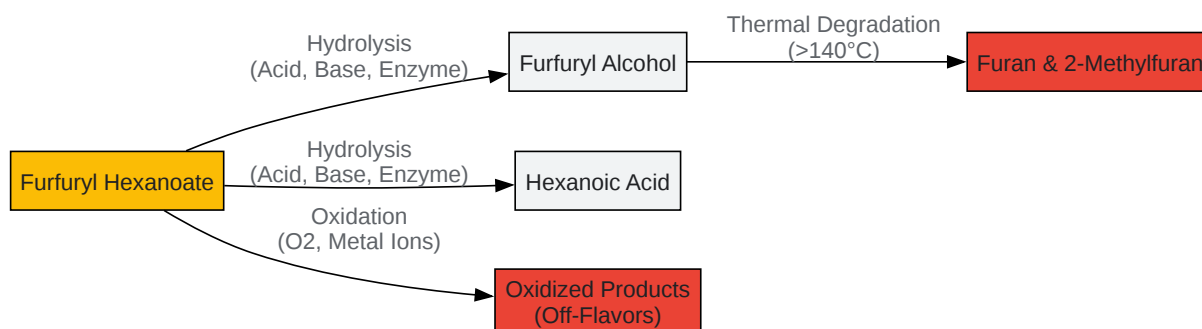 Thermal Degradation
(>140°C)
Hydrolysis
(Acid, Base, Enzyme)
Furfuryl Alcohol
Furan & 2-Methylfuran
Hydrolysis
(Acid, Base, Enzyme)
Furfuryl Hexanoate
Hexanoic Acid
Oxidation
(O2, Metal Ions)
Oxidized Products
(Off-Flavors)